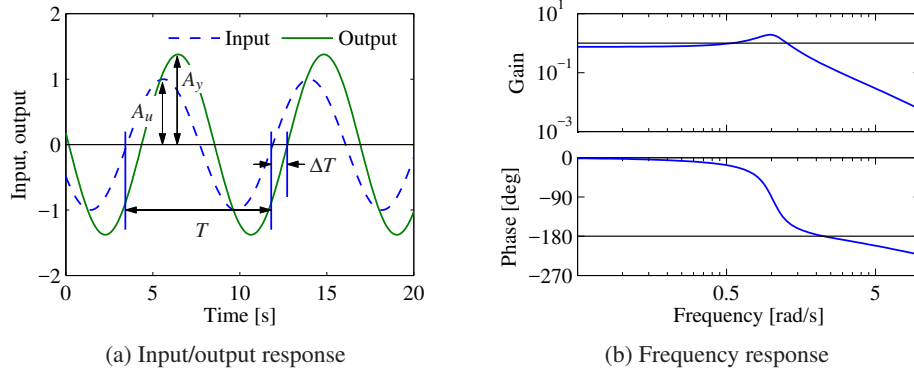 Input Output
2
1
0
−1
−2
Input, output
A_u
A_y
ΔT
T
0 5 10 15 20
Time [s]
(a) Input/output response
10^1
10^−1
10^−3
Gain
0
−90
−180
−270
Phase [deg]
0.5 5
Frequency [rad/s]
(b) Frequency response